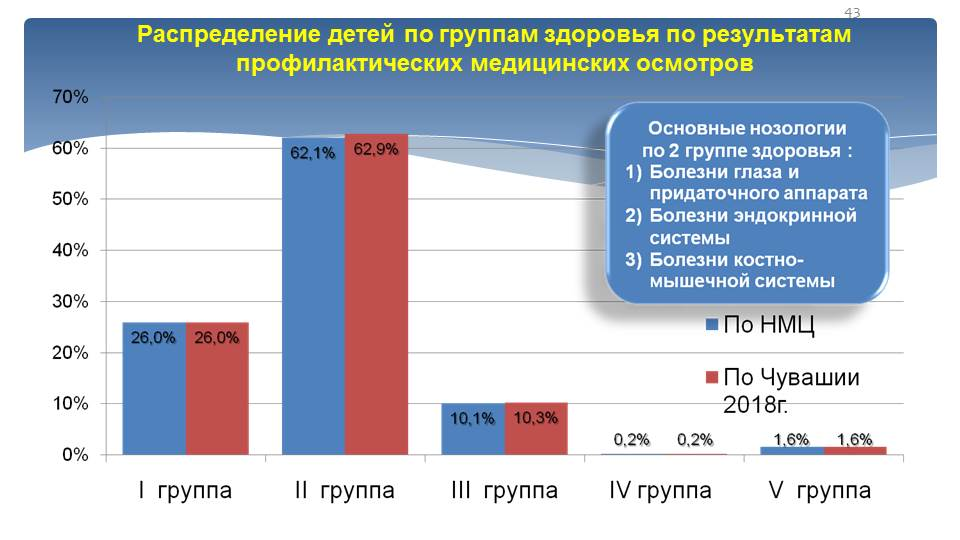 43
Распределение детей по группам здоровья по результатам
профилактических медицинских осмотров
70%
60%
50%
40%
30%
20%
10%
0%
26,0%
26,0%
62,1%
62,9%
10,1%
10,3%
0,2%
0,2%
1,6%
1,6%
I группа
II группа
III группа
IV группа
V группа
Основные нозологии
по 2 группе здоровья :
1) Болезни глаза и
придаточного аппарата
2) Болезни эндокринной
системы
3) Болезни костно-
мышечной системы
По НМЦ
По Чувашии
2018г.